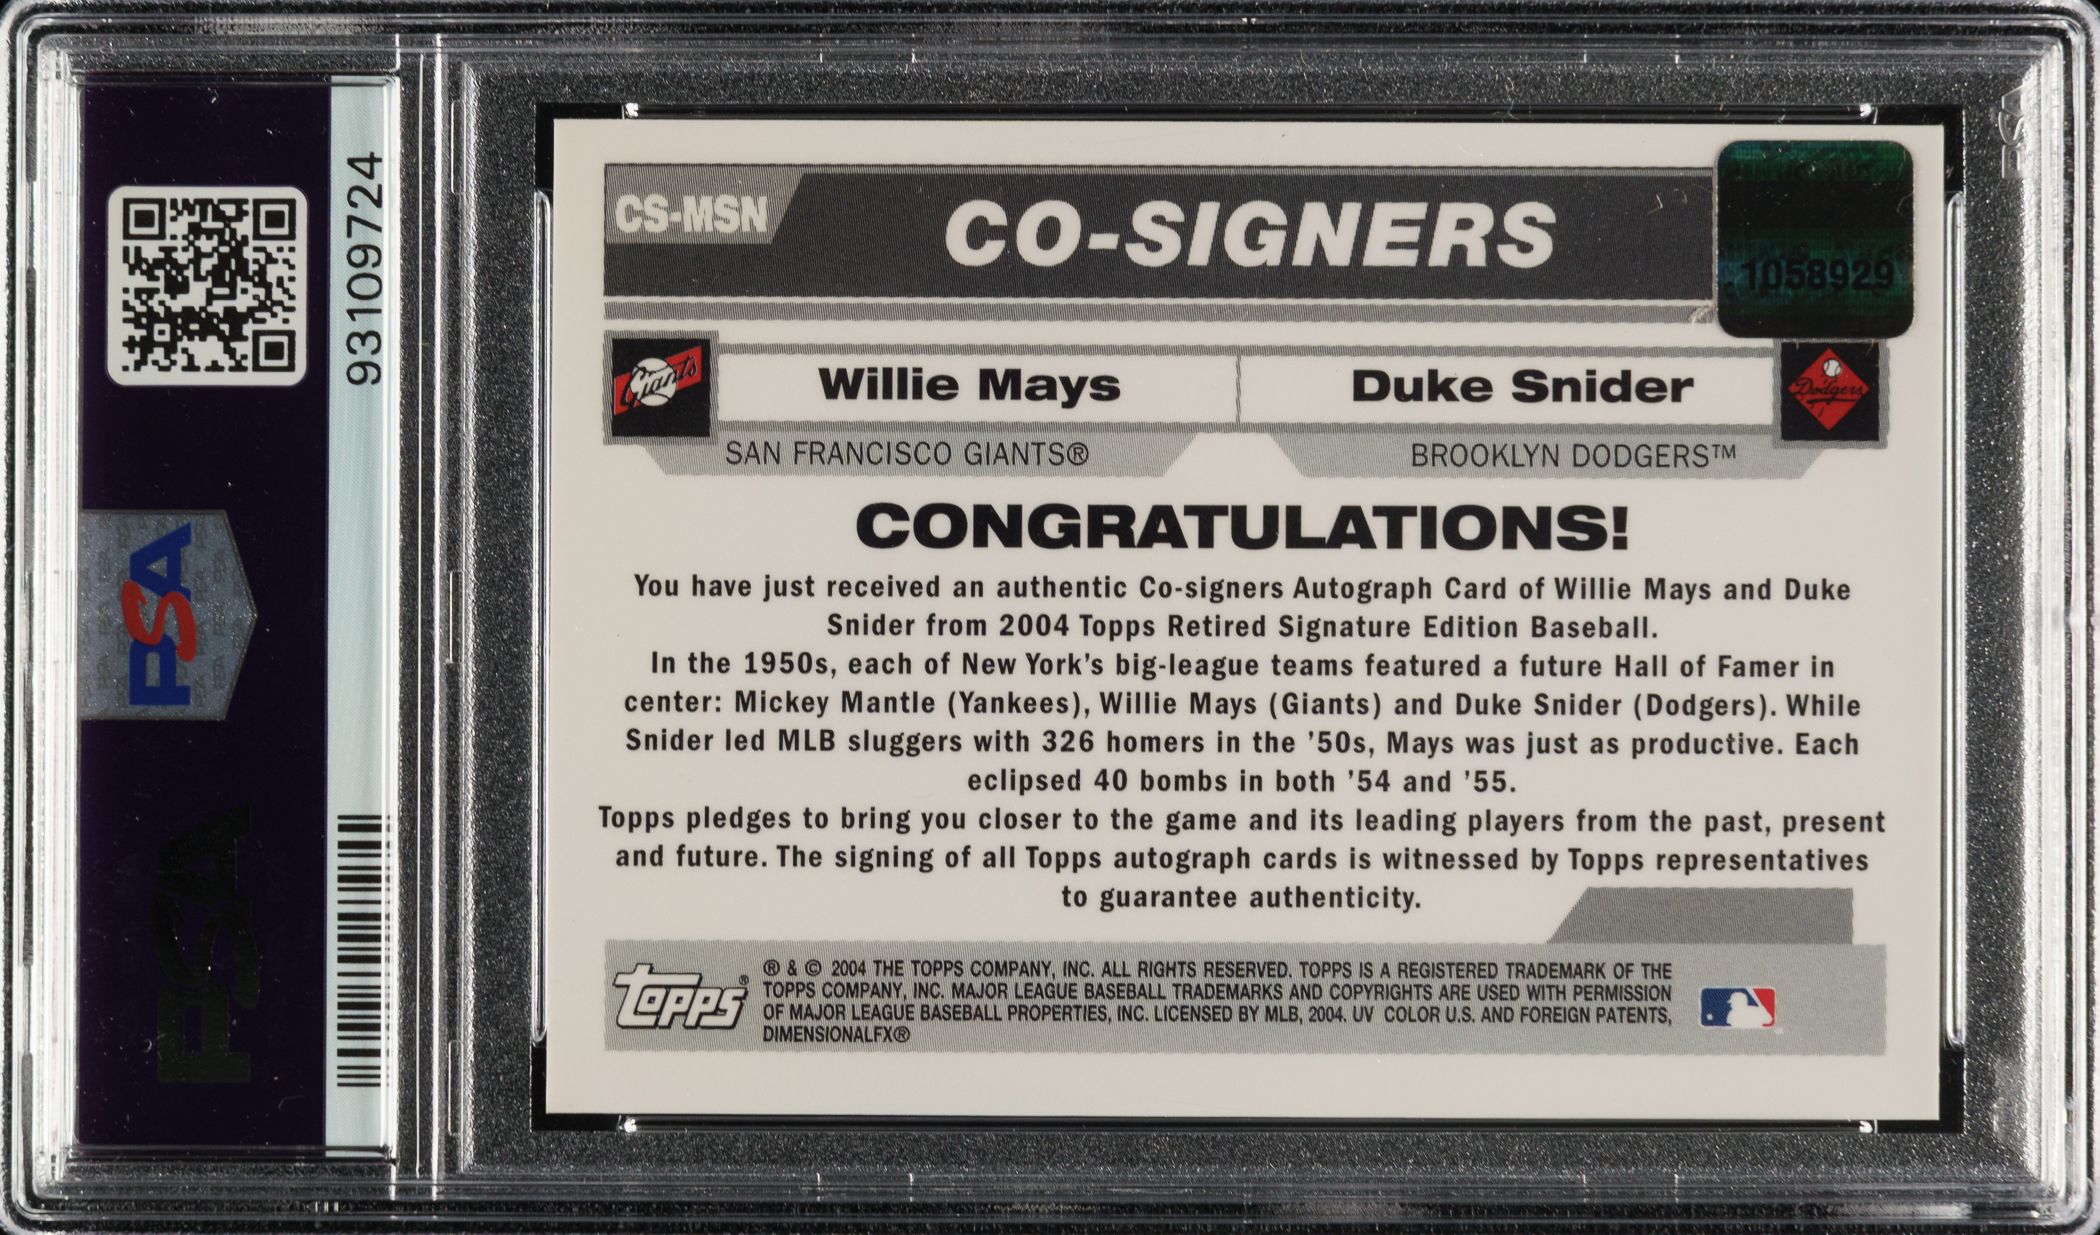 93109724
PSA
PSA
PSA
CS-MSN
CO-SIGNERS
1058929
Giants
Willie Mays
Duke Snider
Dodgers
SAN FRANCISCO GIANTS®
BROOKLYN DODGERS™
CONGRATULATIONS!
You have just received an authentic Co-signers Autograph Card of Willie Mays and Duke
Snider from 2004 Topps Retired Signature Edition Baseball.
In the 1950s, each of New York's big-league teams featured a future Hall of Famer in
center: Mickey Mantle (Yankees), Willie Mays (Giants) and Duke Snider (Dodgers). While
Snider led MLB sluggers with 326 homers in the '50s, Mays was just as productive. Each
eclipsed 40 bombs in both '54 and '55.
Topps pledges to bring you closer to the game and its leading players from the past, present
and future. The signing of all Topps autograph cards is witnessed by Topps representatives
to guarantee authenticity.
Topps®
® & © 2004 THE TOPPS COMPANY, INC. ALL RIGHTS RESERVED. TOPPS IS A REGISTERED TRADEMARK OF THE
TOPPS COMPANY, INC. MAJOR LEAGUE BASEBALL TRADEMARKS AND COPYRIGHTS ARE USED WITH PERMISSION
OF MAJOR LEAGUE BASEBALL PROPERTIES, INC. LICENSED BY MLB, 2004. UV COLOR U.S. AND FOREIGN PATENTS,
DIMENSIONALFX®